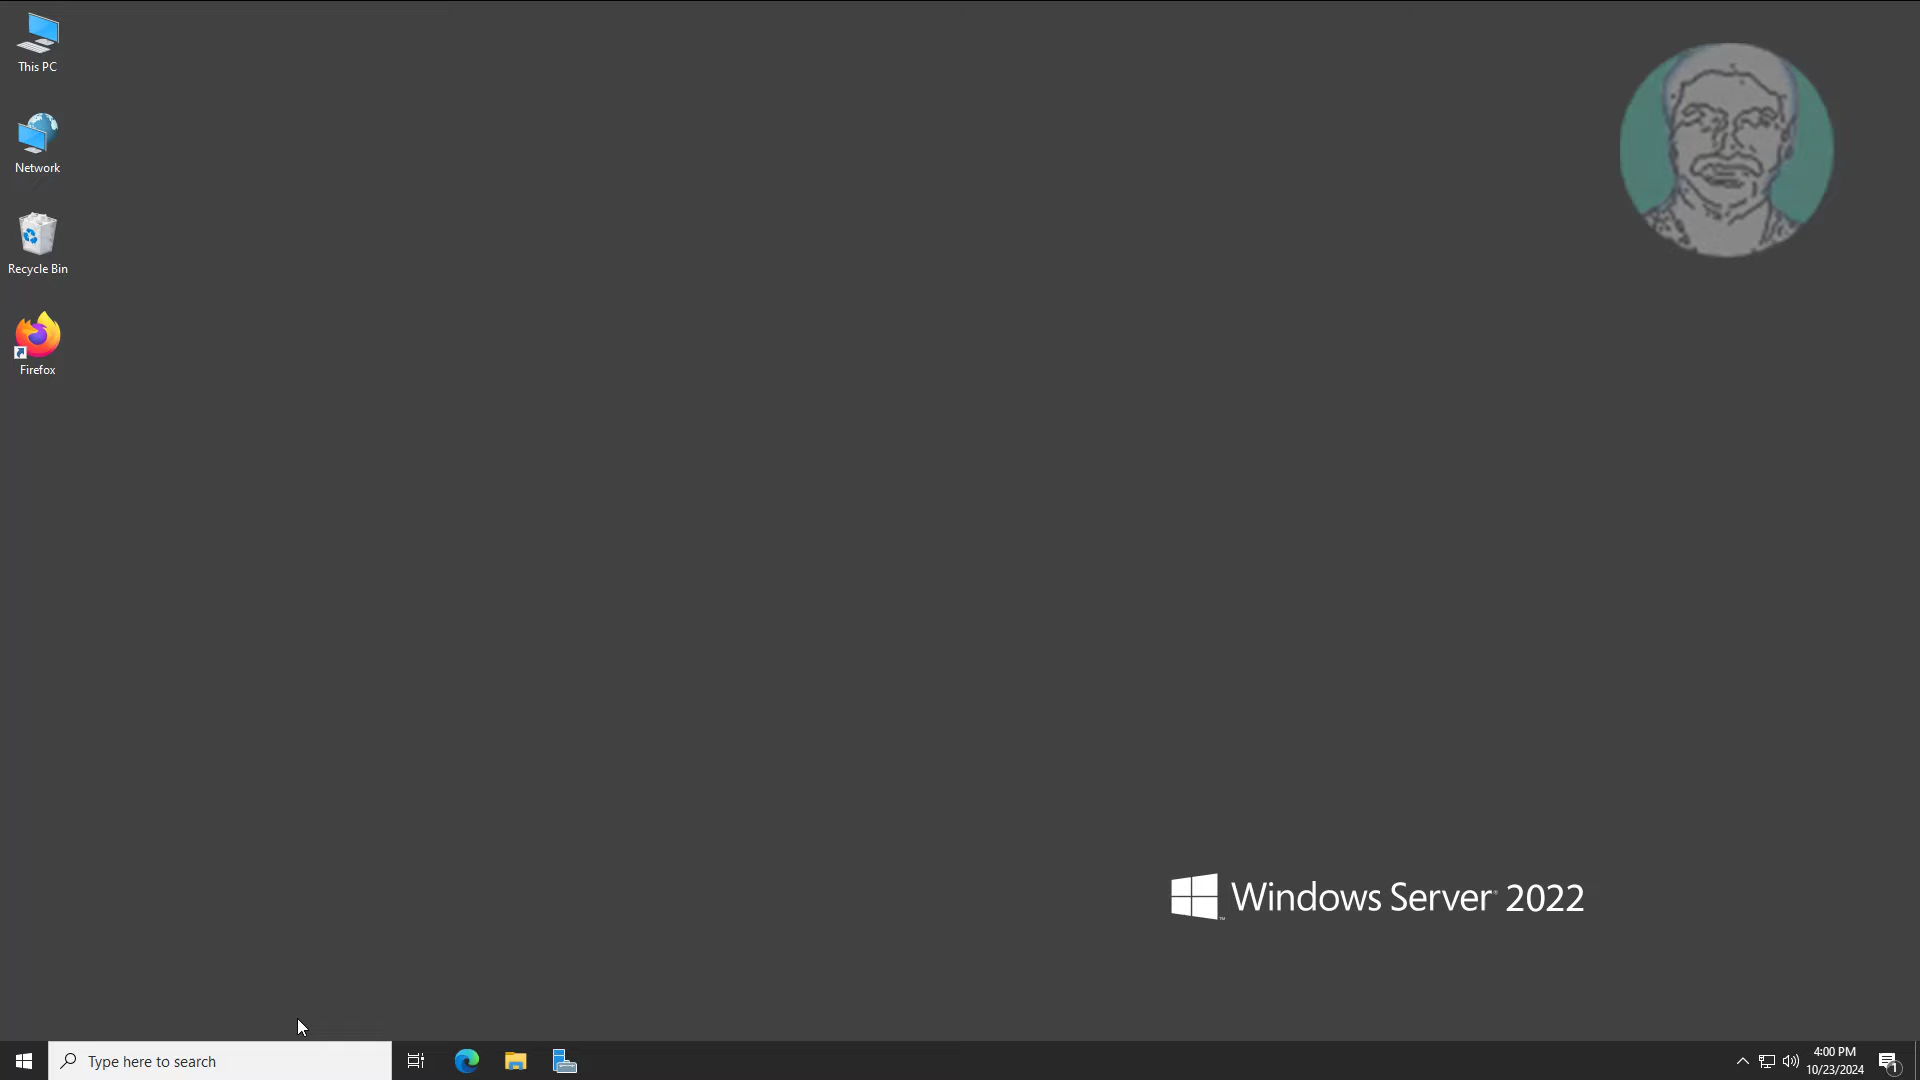 This PC
Network
Recycle Bin
Firefox
Windows Server 2022
Type here to search
4:00 PM
10/23/2024
1